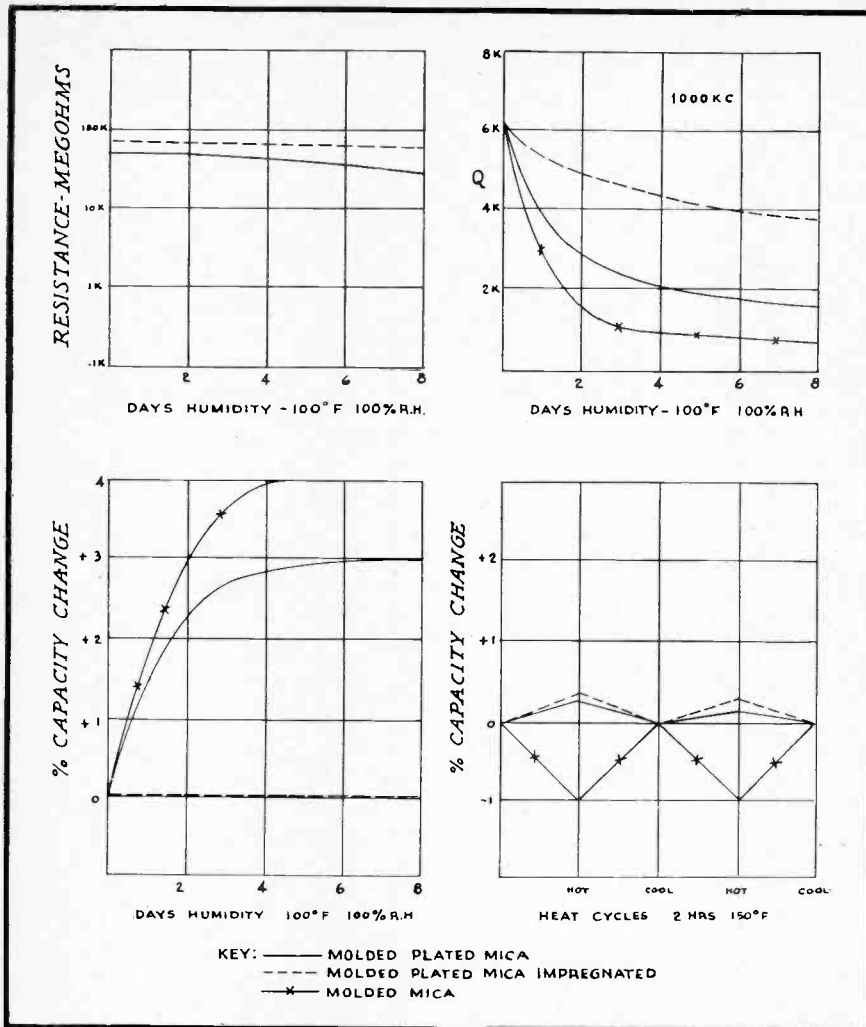 RESISTANCE-MEGOHMS
100K
10K
1K
.1K
2
4
6
8
DAYS HUMIDITY - 100°F 100% R.H.
8K
6K
Q
4K
2K
1000KC
2
4
6
8
DAYS HUMIDITY - 100°F 100% R H
% CAPACITY CHANGE
4
+3
+2
+1
0
2
4
6
8
DAYS HUMIDITY 100°F 100% R.H
% CAPACITY CHANGE
+2
+1
0
-1
HOT
COOL
HOT
COOL
HEAT CYCLES 2 HRS 150°F
KEY: MOLDED PLATED MICA
MOLDED PLATED MICA IMPREGNATED
MOLDED MICA